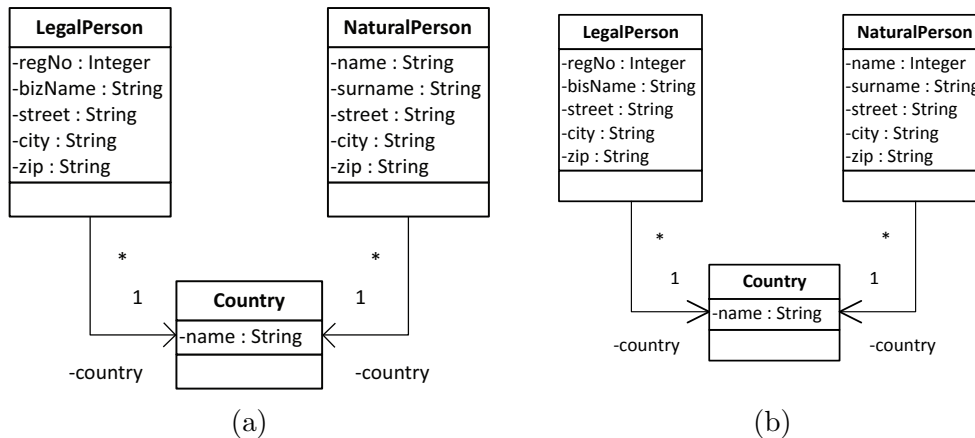 LegalPerson
-regNo : Integer
-bizName : String
-street : String
-city : String
-zip : String
NaturalPerson
-name : String
-surname : String
-street : String
-city : String
-zip : String
*
*
1
1
Country
-name : String
-country
-country
(a)
LegalPerson
-regNo : Integer
-bisName : String
-street : String
-city : String
-zip : String
NaturalPerson
-name : Integer
-surname : String
-street : String
-city : String
-zip : String
*
*
1
1
Country
-name : String
-country
-country
(b)